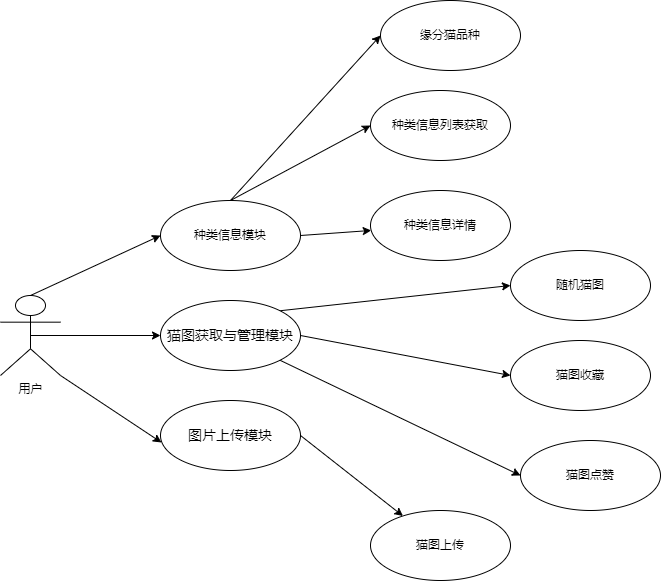 缘分猫品种
种类信息列表获取
种类信息详情
种类信息模块
随机猫图
猫图获取与管理模块
猫图收藏
用户
图片上传模块
猫图点赞
猫图上传